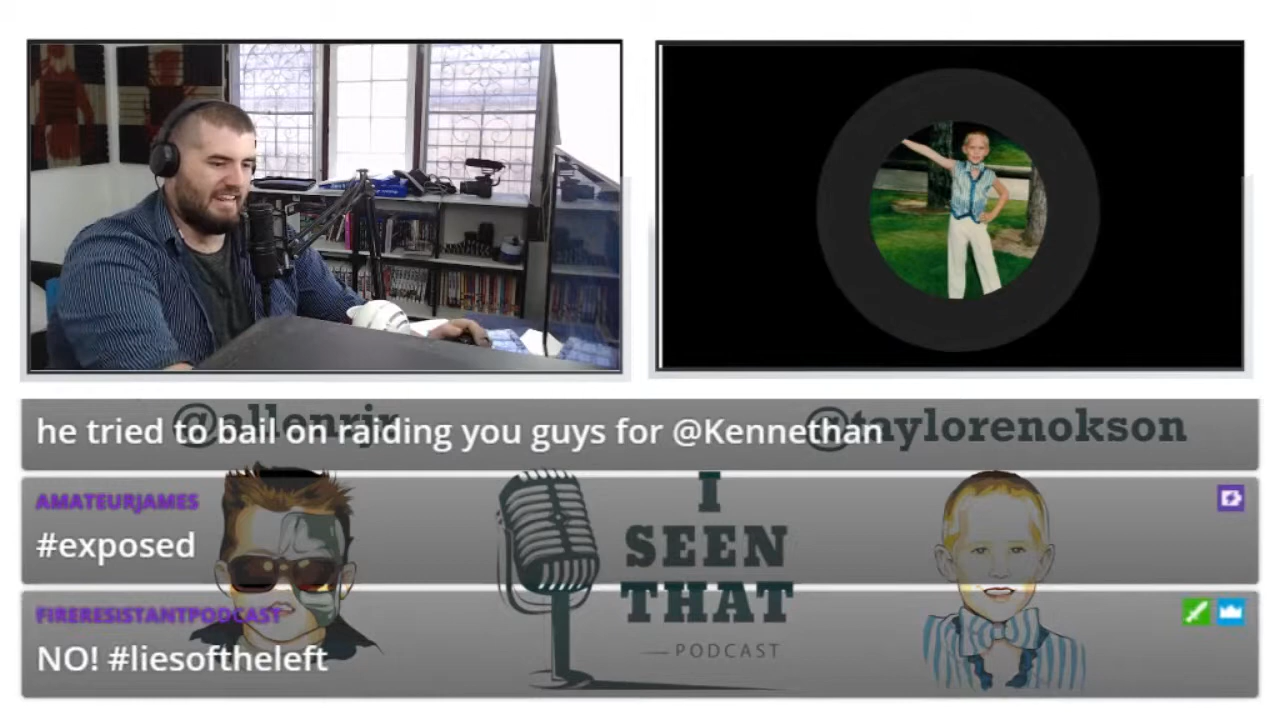 @allenrjr
@taylorenokson
he tried to bail on raiding you guys for @Kennethan
AMATEURJAMES
#exposed
FIRERESISTANTPODCAST
NO! #liesoftheleft
I
SEEN
THAT
PODCAST